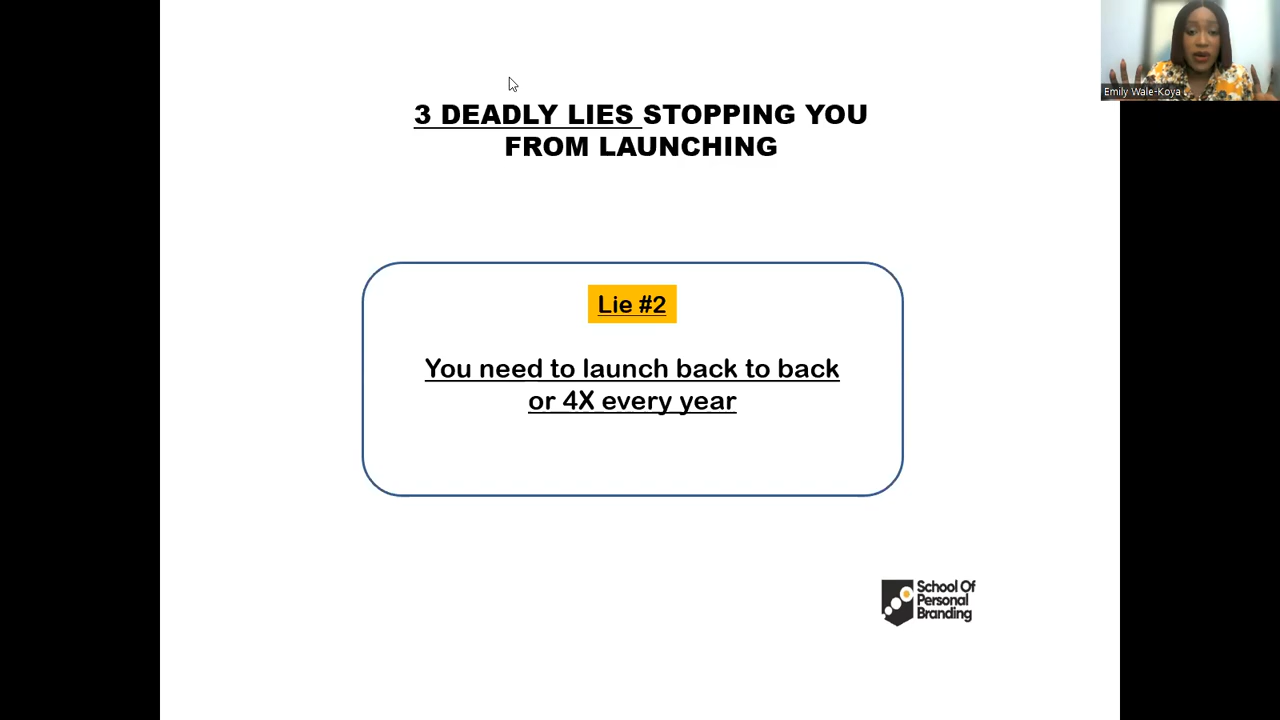 Emily Wale-Koya
3 DEADLY LIES STOPPING YOU
FROM LAUNCHING
Lie #2
You need to launch back to back
or 4X every year
School Of
Personal
Branding